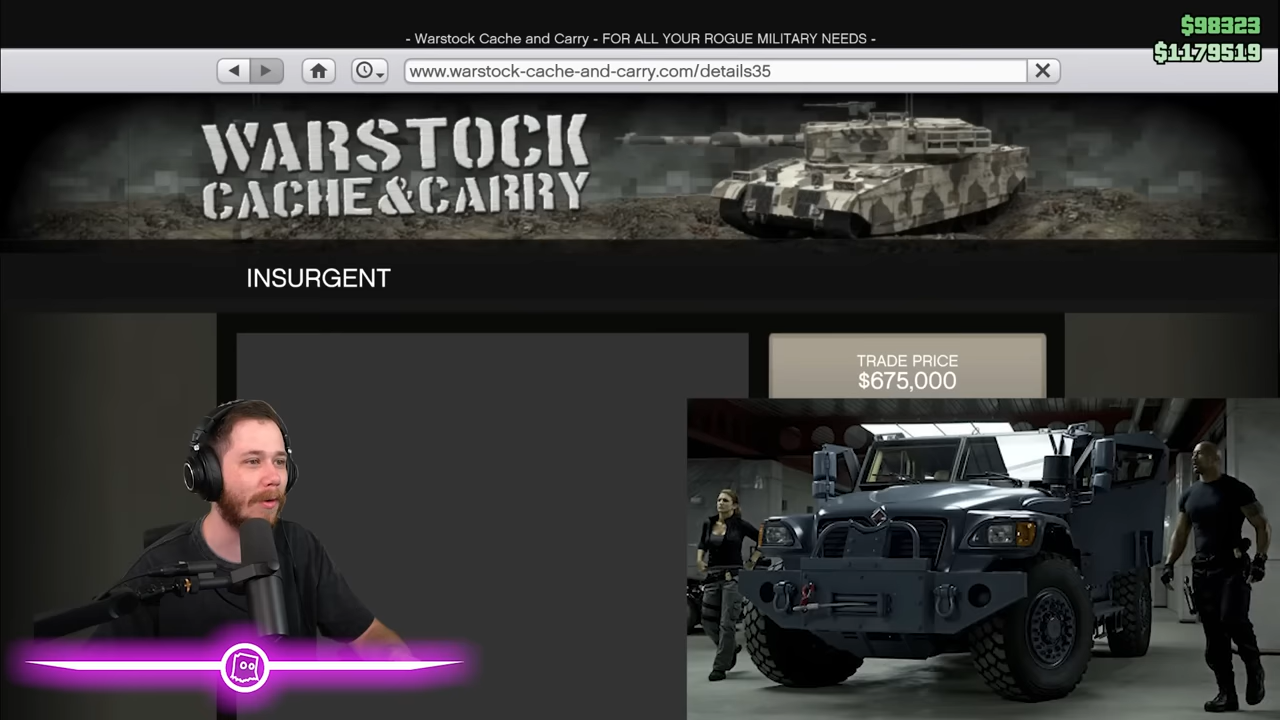 - Warstock Cache and Carry - FOR ALL YOUR ROGUE MILITARY NEEDS -
$98323
$1179519
www.warstock-cache-and-carry.com/details35
WARSTOCK
CACHE&CARRY
INSURGENT
TRADE PRICE
$675,000